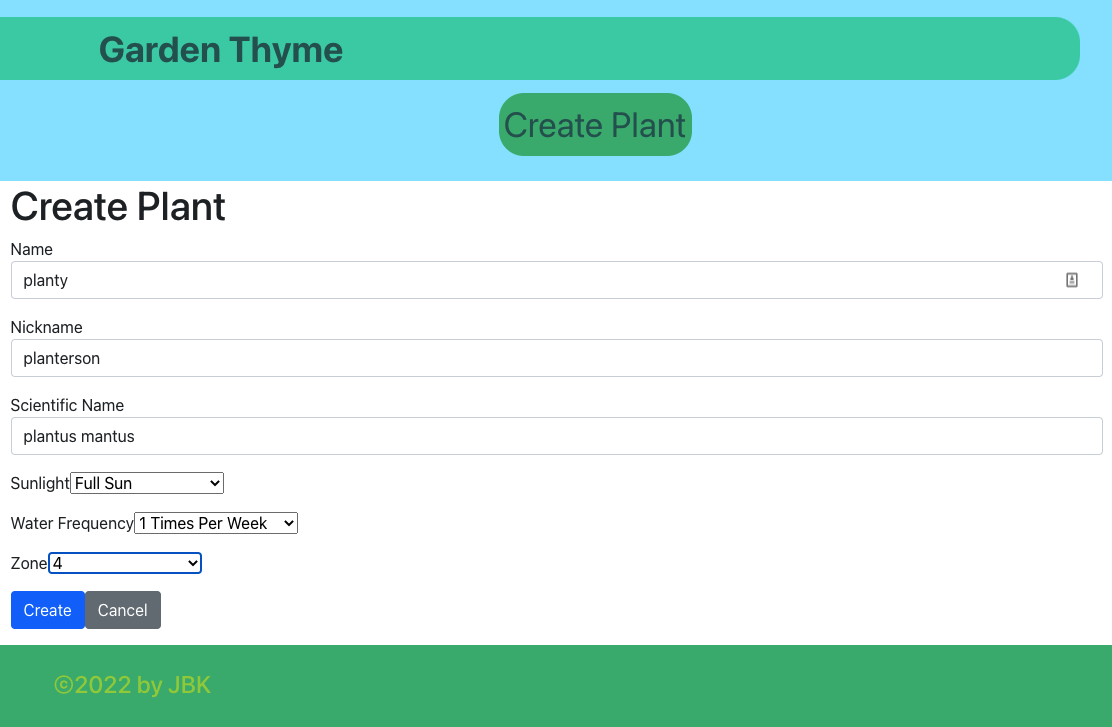 Garden Thyme
Create Plant
Create Plant
Name
planty
Nickname
planterson
Scientific Name
plantus mantus
Sunlight Full Sun
Water Frequency 1 Times Per Week
Zone 4
Create Cancel
©2022 by JBK